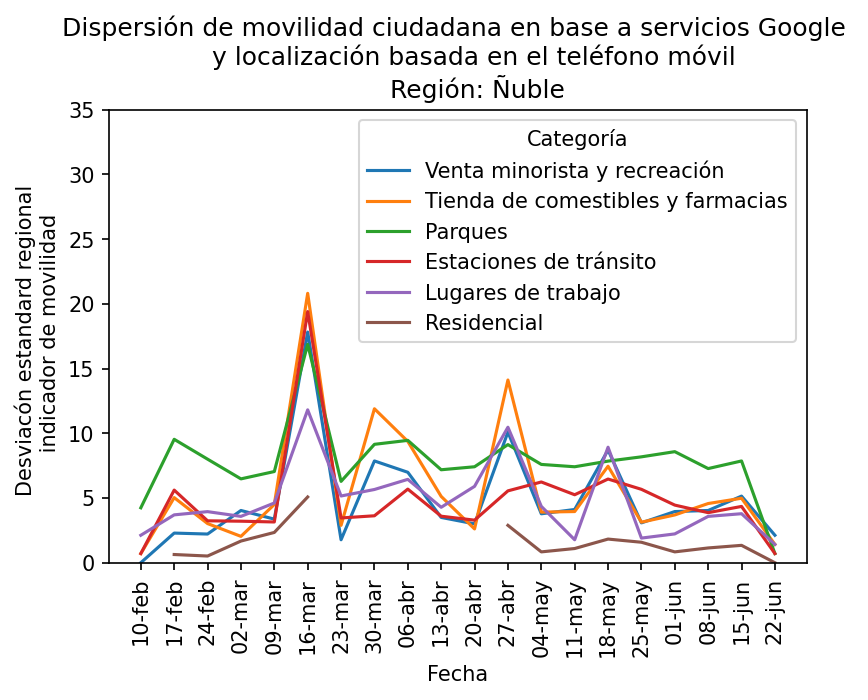 Dispersión de movilidad ciudadana en base a servicios Google
y localización basada en el teléfono móvil
Región: Ñuble
Desviacón estandard regional
indicador de movilidad
35
30
25
20
15
10
5
0
Categoría
Venta minorista y recreación
Tienda de comestibles y farmacias
Parques
Estaciones de tránsito
Lugares de trabajo
Residencial
10-feb
17-feb
24-feb
02-mar
09-mar
16-mar
23-mar
30-mar
06-abr
13-abr
20-abr
27-abr
04-may
11-may
18-may
25-may
01-jun
08-jun
15-jun
22-jun
Fecha